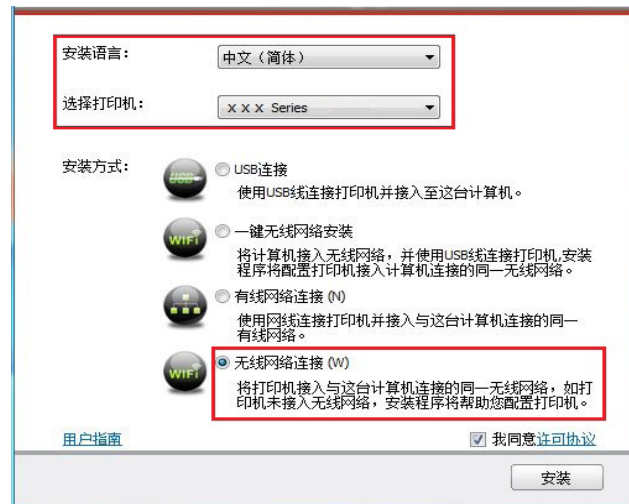 安装语言：
中文（简体）
选择打印机：
x x x Series
安装方式：
USB
USB连接
使用USB线连接打印机并接入至这台计算机。
WiFi
一键无线网络安装
将计算机接入无线网络，并使用USB线连接打印机,安装
程序将配置打印机接入计算机连接的同一无线网络。
有线网络连接 (N)
使用网线连接打印机并接入与这台计算机连接的同一
有线网络。
WiFi
无线网络连接 (W)
将打印机接入与这台计算机连接的同一无线网络，如打
印机未接入无线网络，安装程序将帮助您配置打印机。
用户指南
我同意许可协议
安装